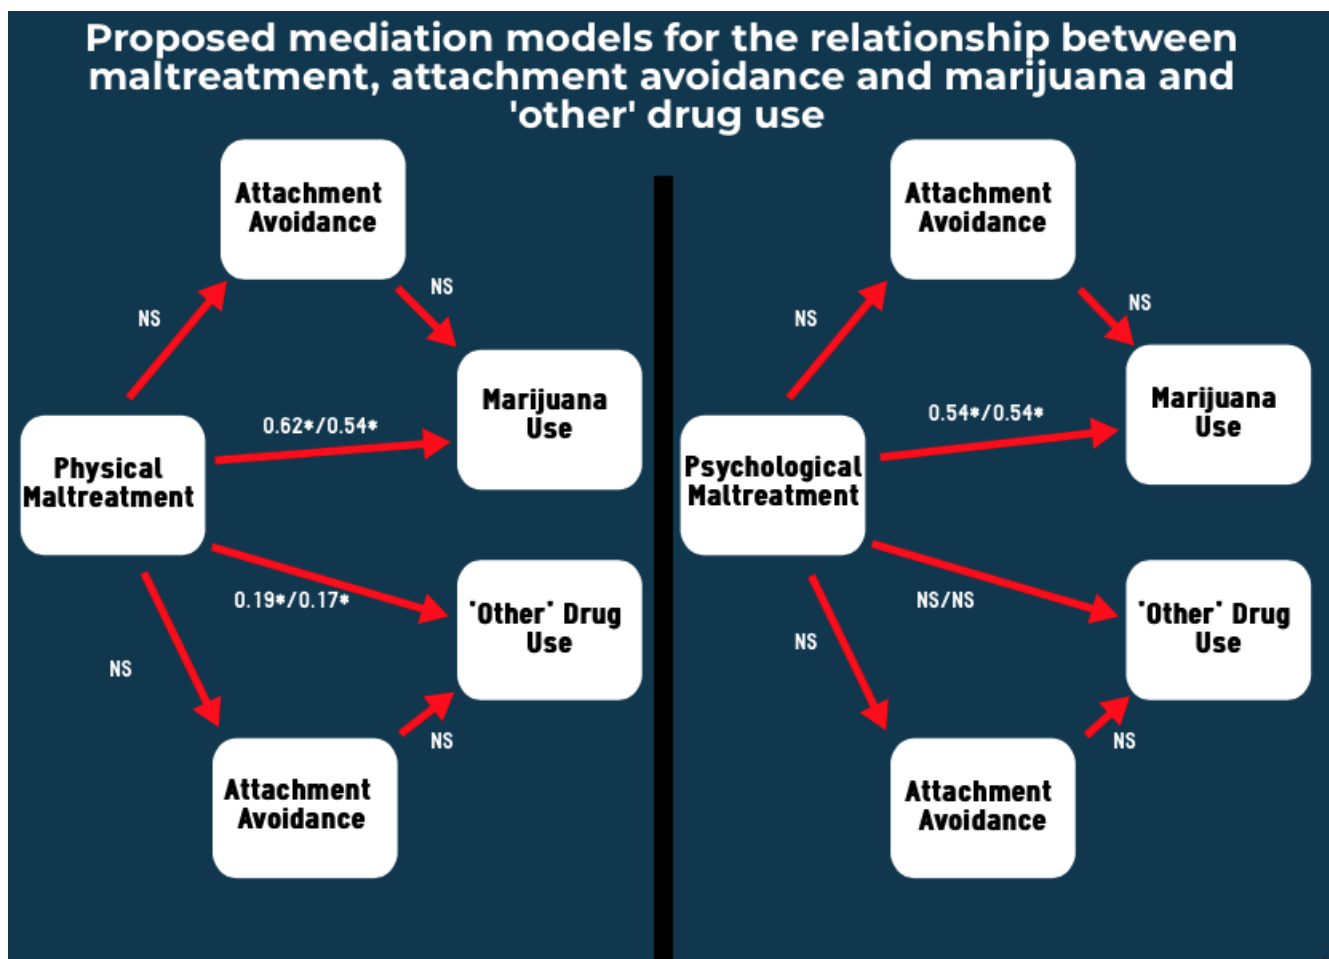 Proposed mediation models for the relationship between
maltreatment, attachment avoidance and marijuana and
'other' drug use
Attachment
Avoidance
NS
NS
Marijuana
Use
0.62*/0.54*
Physical
Maltreatment
0.19*/0.17*
'Other' Drug
Use
NS
NS
Attachment
Avoidance
Attachment
Avoidance
NS
NS
Marijuana
Use
0.54*/0.54*
Psychological
Maltreatment
NS/NS
'Other' Drug
Use
NS
NS
Attachment
Avoidance